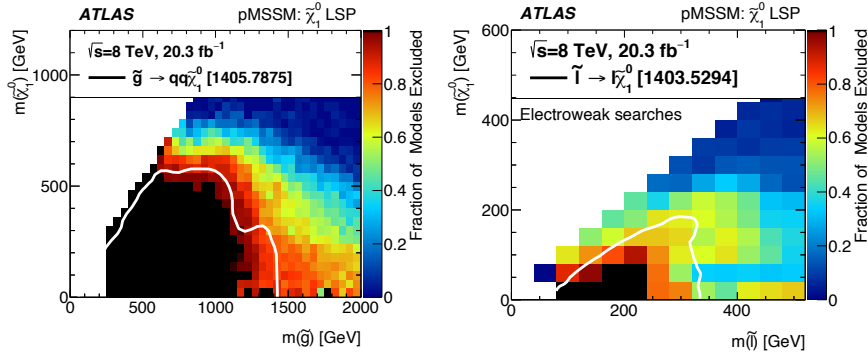 ATLAS
pMSSM: χ̃₁⁰ LSP
√s=8 TeV, 20.3 fb⁻¹
g̃ → qqχ̃₁⁰ [1405.7875]
m(χ̃₁⁰) [GeV]
1000
500
0
0 500 1000 1500 2000
m(g̃) [GeV]
1
0.8
0.6
0.4
0.2
0
Fraction of Models Excluded
ATLAS
pMSSM: χ̃₁⁰ LSP
√s=8 TeV, 20.3 fb⁻¹
l̃ → lχ̃₁⁰ [1403.5294]
Electroweak searches
m(χ̃₁⁰) [GeV]
600
400
200
0
0 200 400
m(l̃) [GeV]
1
0.8
0.6
0.4
0.2
0
Fraction of Models Excluded